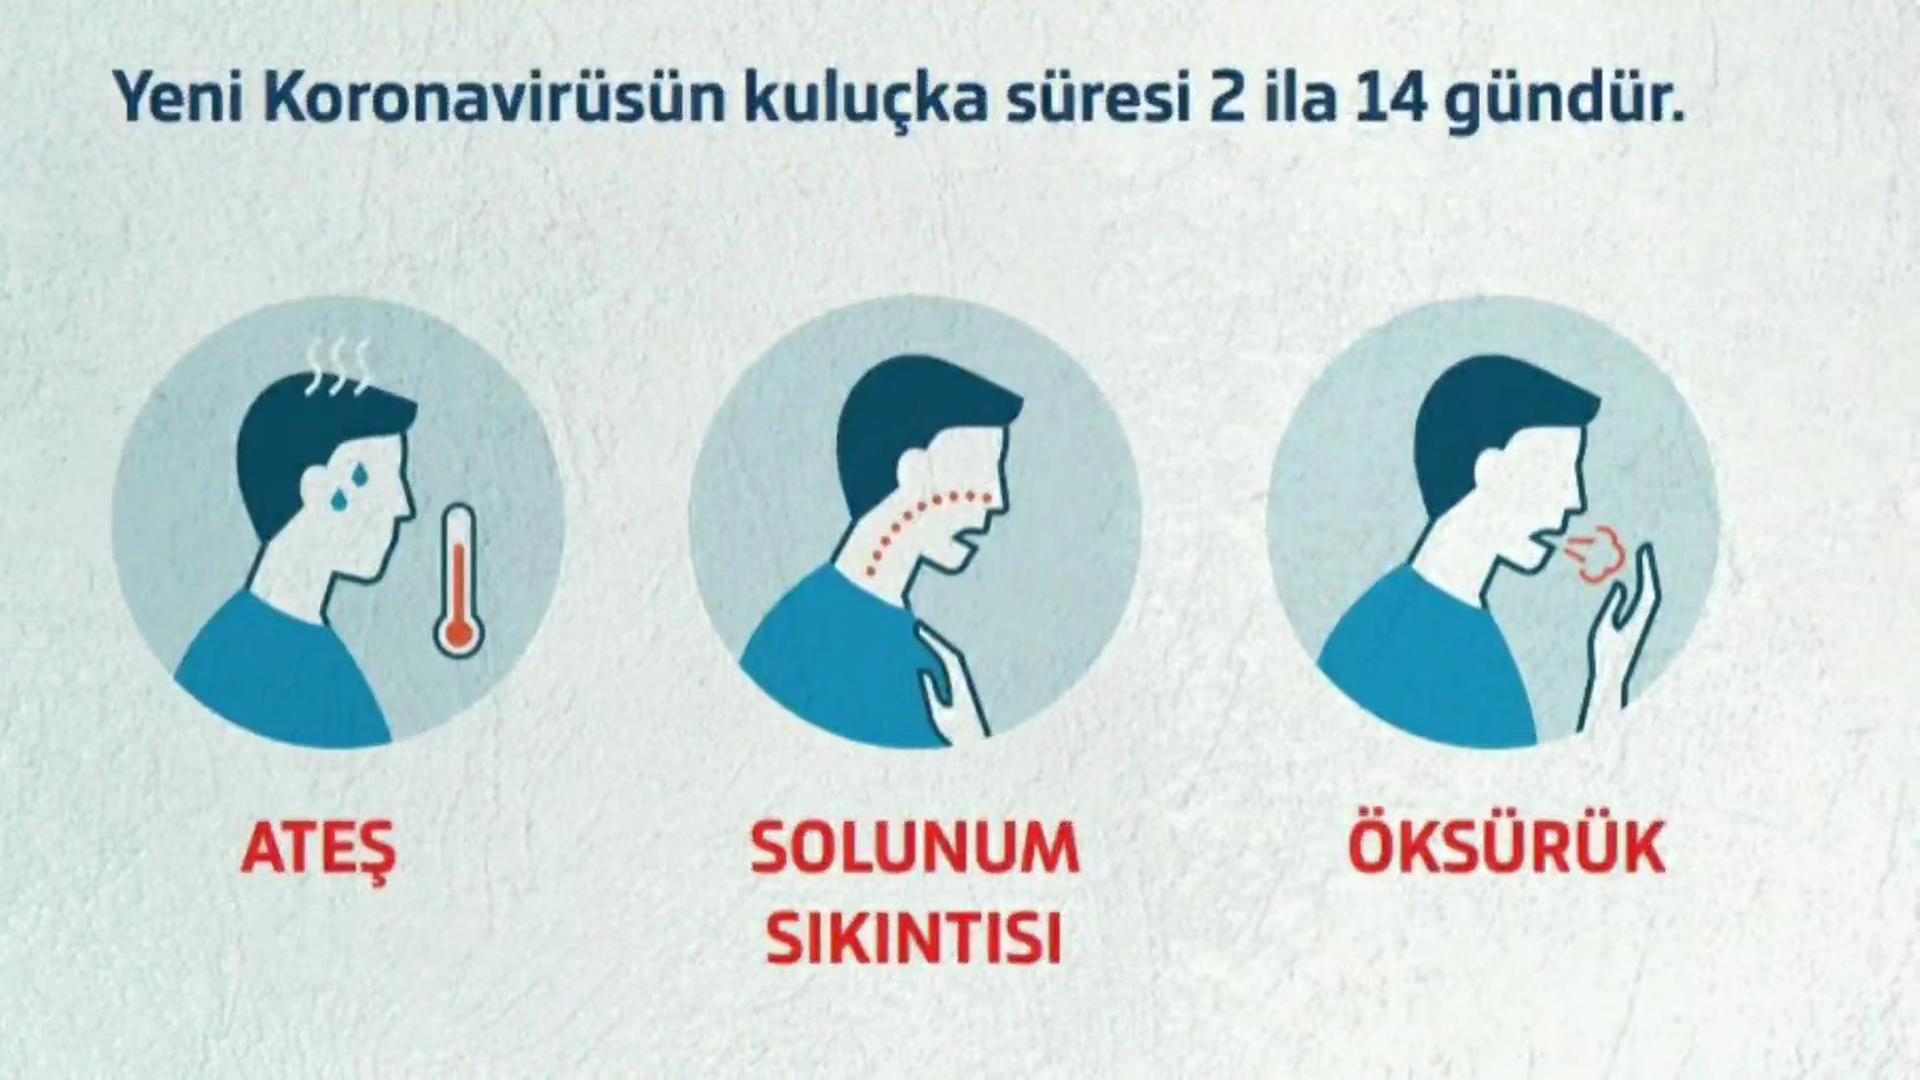 Yeni Koronavirüsün kuluçka süresi 2 ila 14 gündür.
ATEŞ
SOLUNUM
SIKINTISI
ÖKSÜRÜK